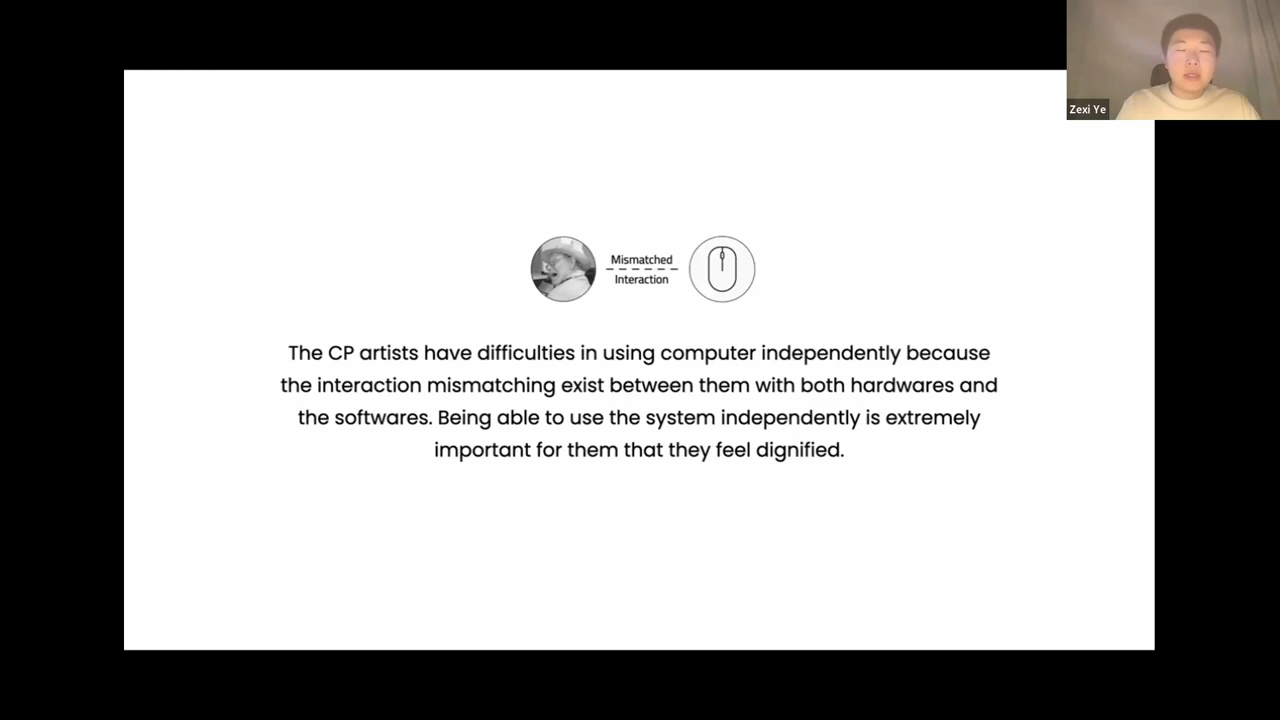 Zexi Ye
Mismatched
Interaction
The CP artists have difficulties in using computer independently because
the interaction mismatching exist between them with both hardwares and
the softwares. Being able to use the system independently is extremely
important for them that they feel dignified.